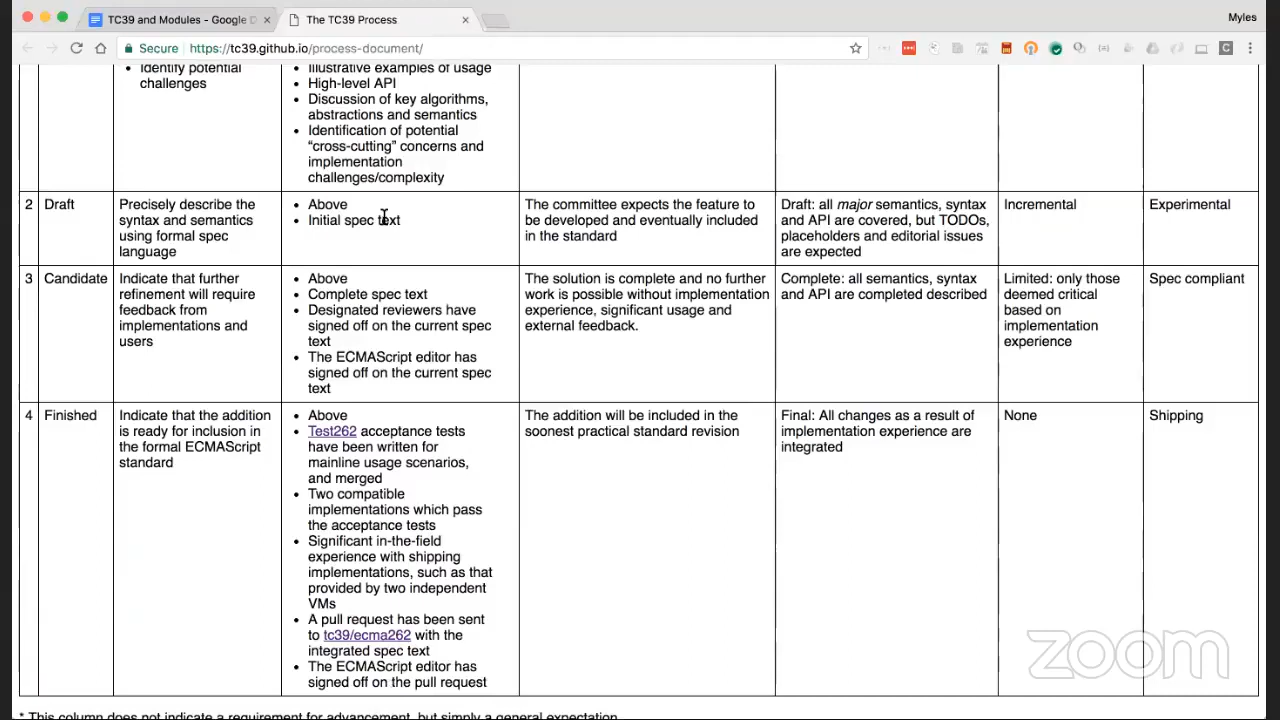 TC39 and Modules - Google D
The TC39 Process
Myles
Secure
https://tc39.github.io/process-document/
Identify potential
challenges
Illustrative examples of usage
High-level API
Discussion of key algorithms,
abstractions and semantics
Identification of potential
“cross-cutting” concerns and
implementation
challenges/complexity
2
Draft
Precisely describe the
syntax and semantics
using formal spec
language
Above
Initial spec text
The committee expects the feature to
be developed and eventually included
in the standard
Draft: all major semantics, syntax
and API are covered, but TODOs,
placeholders and editorial issues
are expected
Incremental
Experimental
3
Candidate
Indicate that further
refinement will require
feedback from
implementations and
users
Above
Complete spec text
Designated reviewers have
signed off on the current spec
text
The ECMAScript editor has
signed off on the current spec
text
The solution is complete and no further
work is possible without implementation
experience, significant usage and
external feedback.
Complete: all semantics, syntax
and API are completed described
Limited: only those
deemed critical
based on
implementation
experience
Spec compliant
4
Finished
Indicate that the addition
is ready for inclusion in
the formal ECMAScript
standard
Above
Test262 acceptance tests
have been written for
mainline usage scenarios,
and merged
Two compatible
implementations which pass
the acceptance tests
Significant in-the-field
experience with shipping
implementations, such as that
provided by two independent
VMs
A pull request has been sent
to tc39/ecma262 with the
integrated spec text
The ECMAScript editor has
signed off on the pull request
The addition will be included in the
soonest practical standard revision
Final: All changes as a result of
implementation experience are
integrated
None
Shipping
zoom
* This column does not indicate a requirement for advancement, but simply a general expectation.